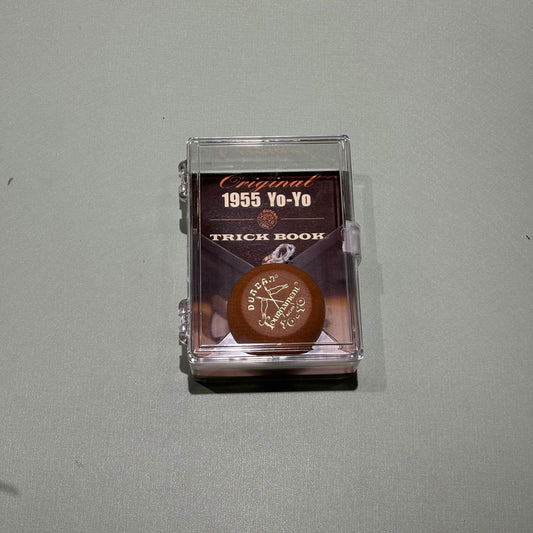 Original
1955 Yo-Yo
TRICK BOOK
DUNCAN®
Tournament
YO-YO